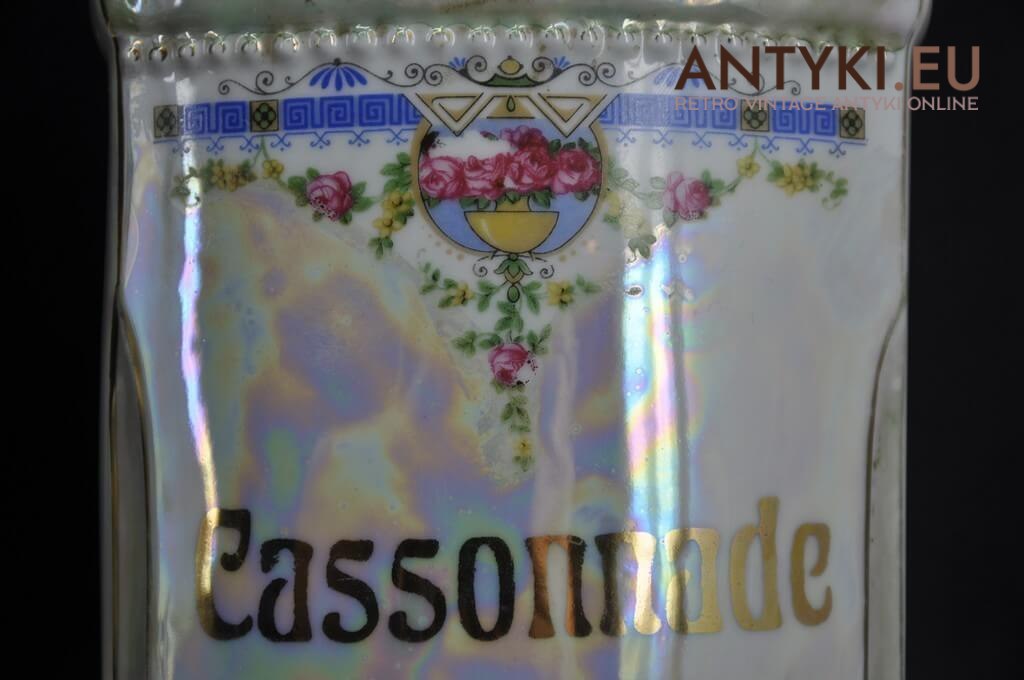 ANTYKI.EU
RETRO VINTAGE ANTYKI ONLINE
Cassonnade